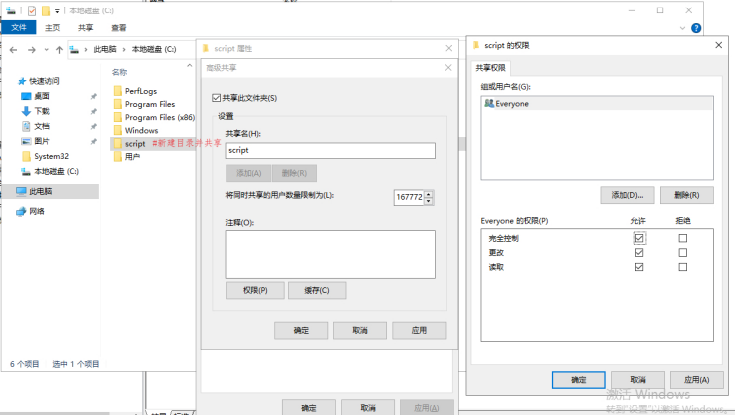 本地磁盘 (C:)
文件 主页 共享 查看
此电脑 本地磁盘 (C:)
名称
快速访问
桌面
下载
文档
图片
System32
本地磁盘 (C:)
此电脑
网络
PerfLogs
Program Files
Program Files (x86)
Windows
script #新建目录并共享
用户
6 个项目 选中 1 个项目
script 属性
高级共享
共享此文件夹(S)
设置
共享名(H):
script
添加(A) 删除(R)
将同时共享的用户数量限制为(L):
167772
注释(O):
权限(P) 缓存(C)
确定 取消 应用
确定 取消 应用(A)
script 的权限
共享权限
组或用户名(G):
Everyone
添加(D)... 删除(R)
Everyone 的权限(P) 允许 拒绝
完全控制
更改
读取
确定 取消 应用(A)
激活 Windows
转到"设置"以激活 Windows。